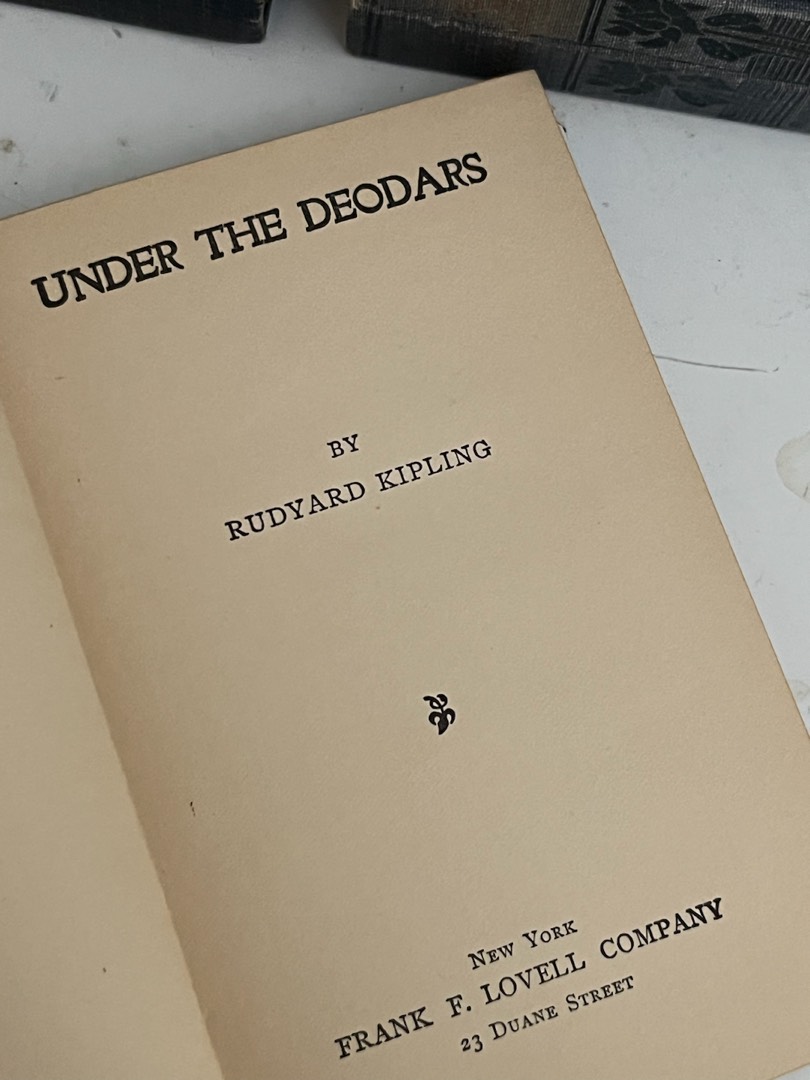 UNDER THE DEODARS
BY
RUDYARD KIPLING
NEW YORK
FRANK F. LOVELL COMPANY
23 DUANE STREET